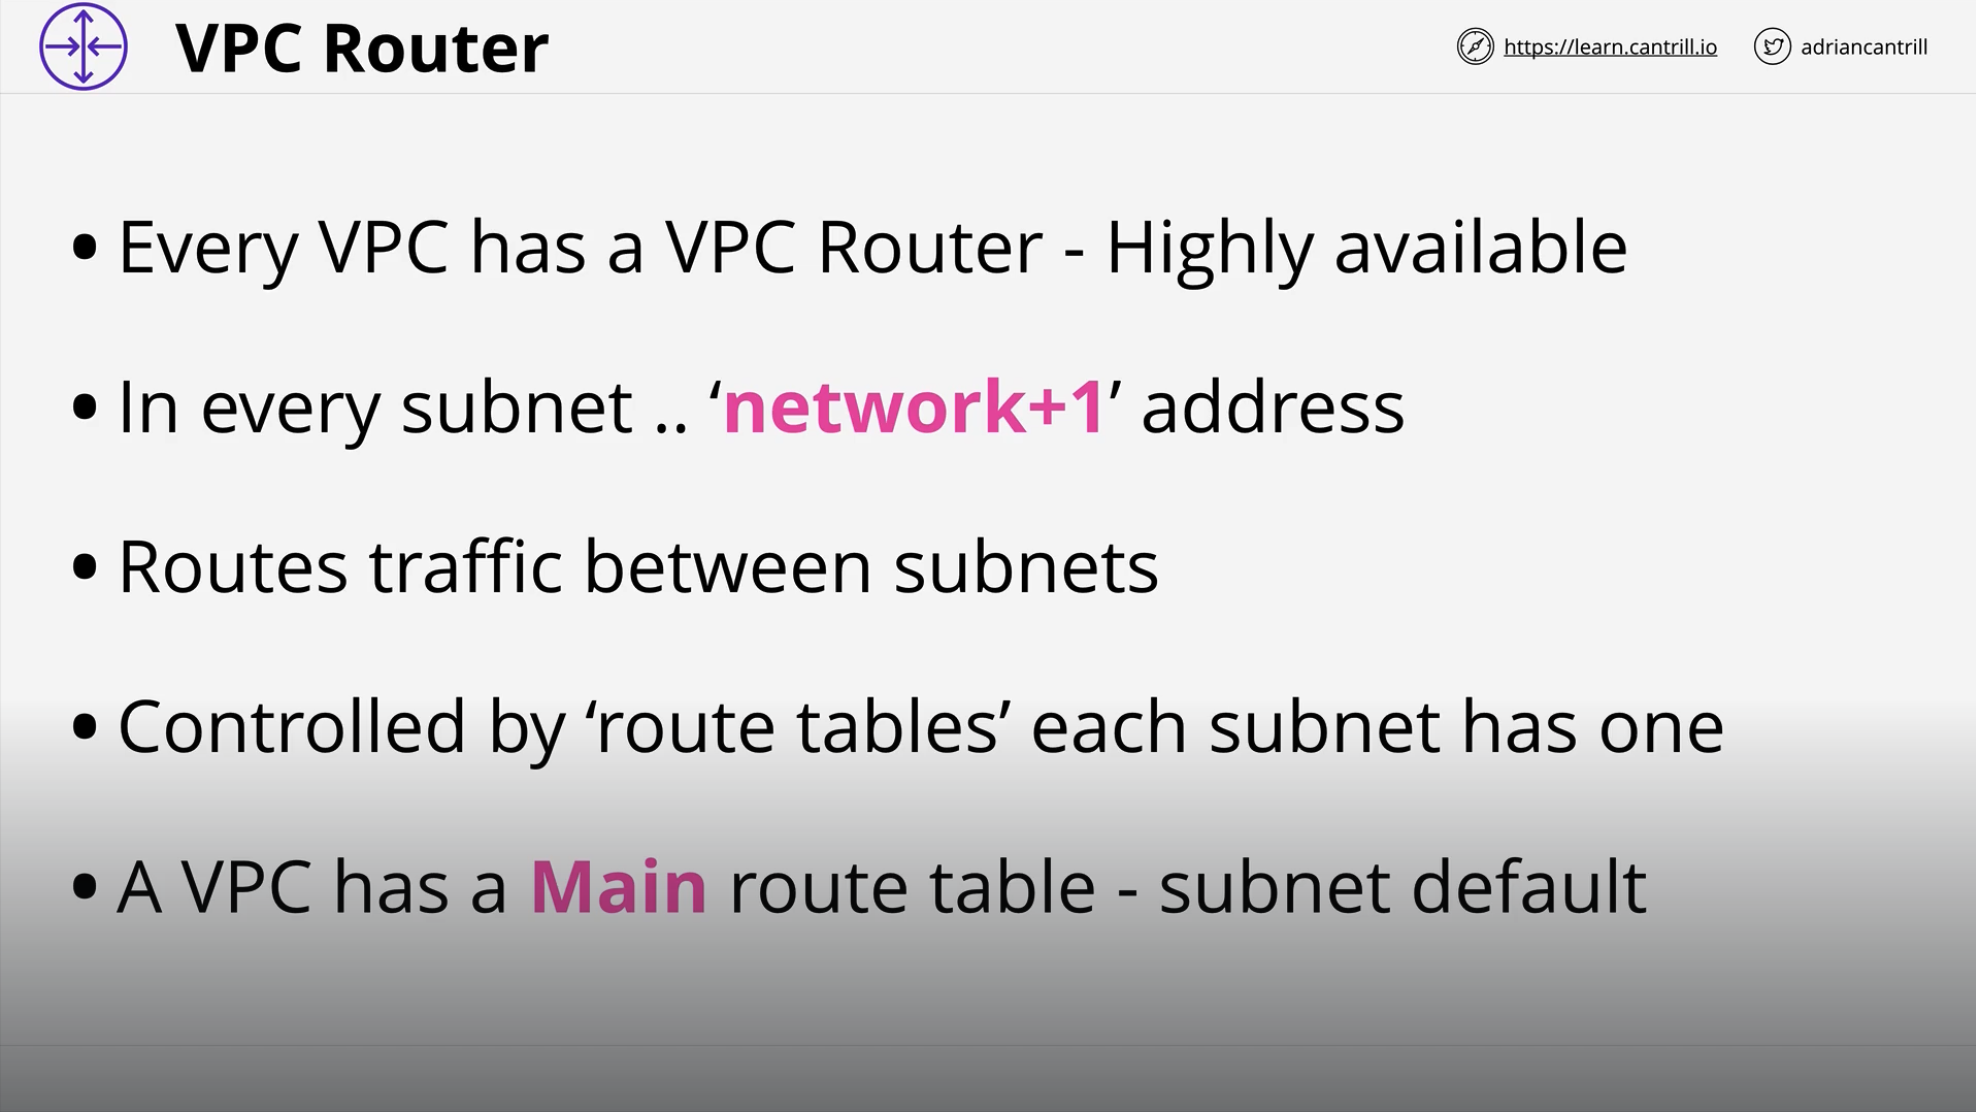 VPC Router
https://learn.cantrill.io
adriancantrill
• Every VPC has a VPC Router - Highly available
• In every subnet .. ‘network+1’ address
• Routes traffic between subnets
• Controlled by ‘route tables’ each subnet has one
• A VPC has a Main route table - subnet default